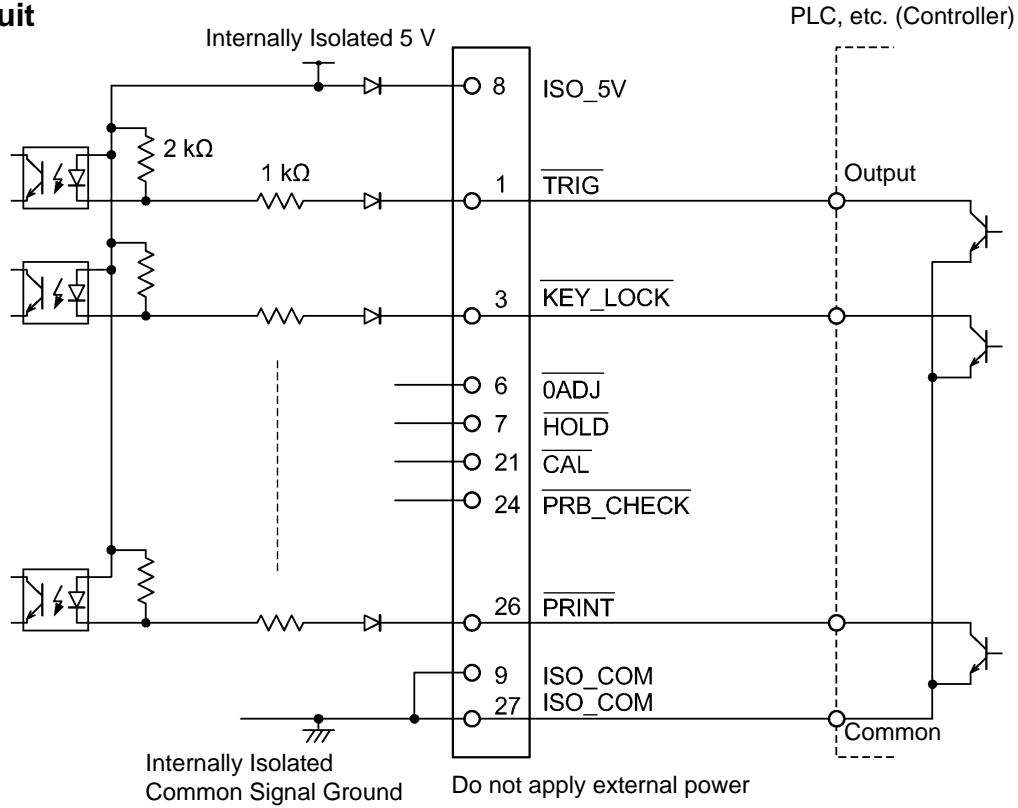 uit
PLC, etc. (Controller)
Internally Isolated 5 V
8 ISO_5V
2 kΩ
1 kΩ
1 TRIG
Output
3 KEY_LOCK
6 0ADJ
7 HOLD
21 CAL
24 PRB_CHECK
26 PRINT
9 ISO_COM
27 ISO_COM
Common
Internally Isolated
Common Signal Ground
Do not apply external power